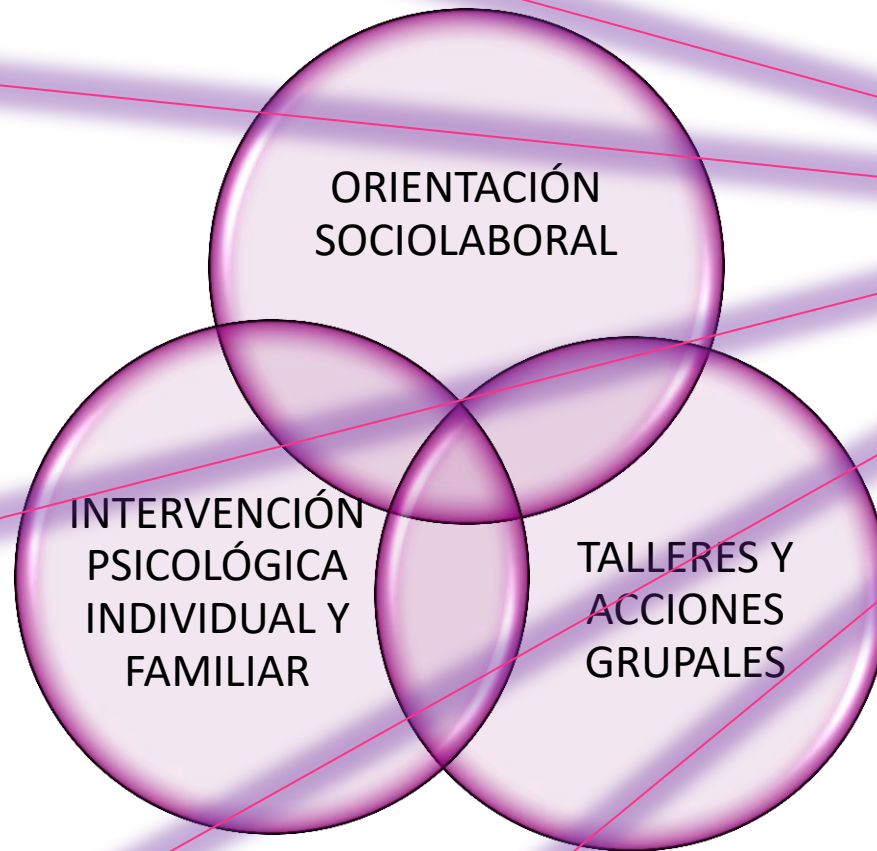 ORIENTACIÓN
SOCIOLABORAL
INTERVENCIÓN
PSICOLÓGICA
INDIVIDUAL Y
FAMILIAR
TALLERES Y
ACCIONES
GRUPALES